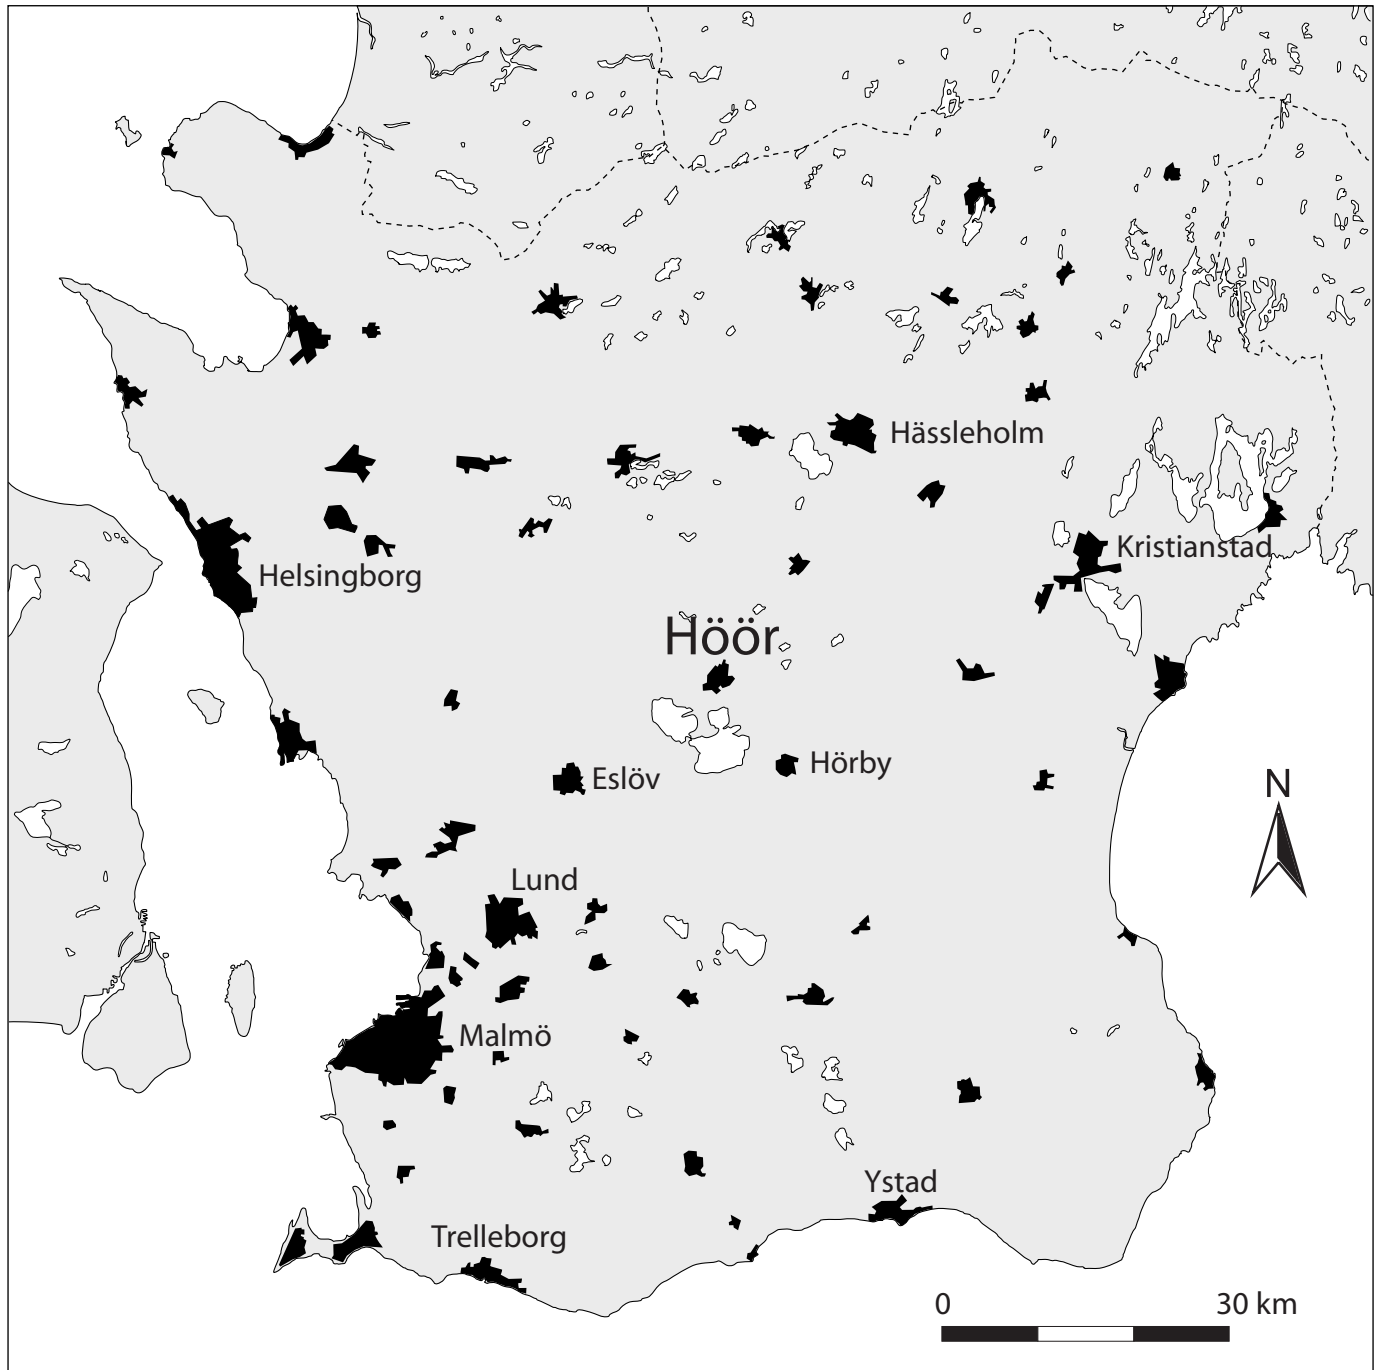 Hässleholm
Kristianstad
Helsingborg
Höör
Hörby
Eslöv
N
Lund
Malmö
Ystad
Trelleborg
0 30 km